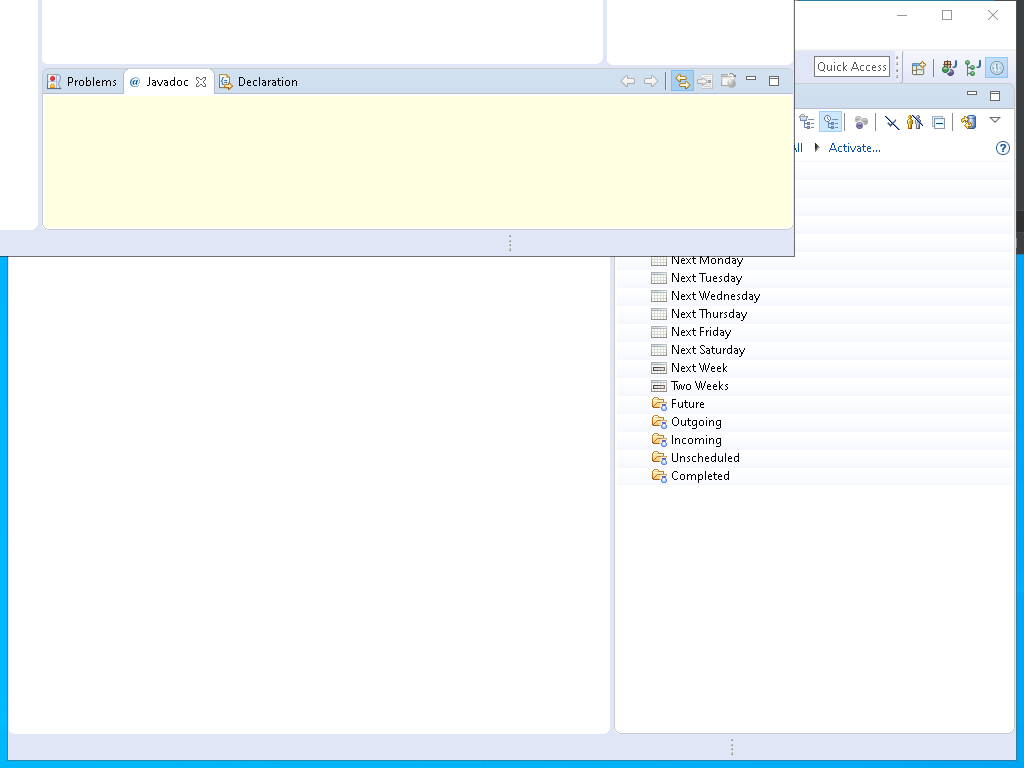 Problems
@ Javadoc
Declaration
Quick Access
All
Activate...
Next Monday
Next Tuesday
Next Wednesday
Next Thursday
Next Friday
Next Saturday
Next Week
Two Weeks
Future
Outgoing
Incoming
Unscheduled
Completed